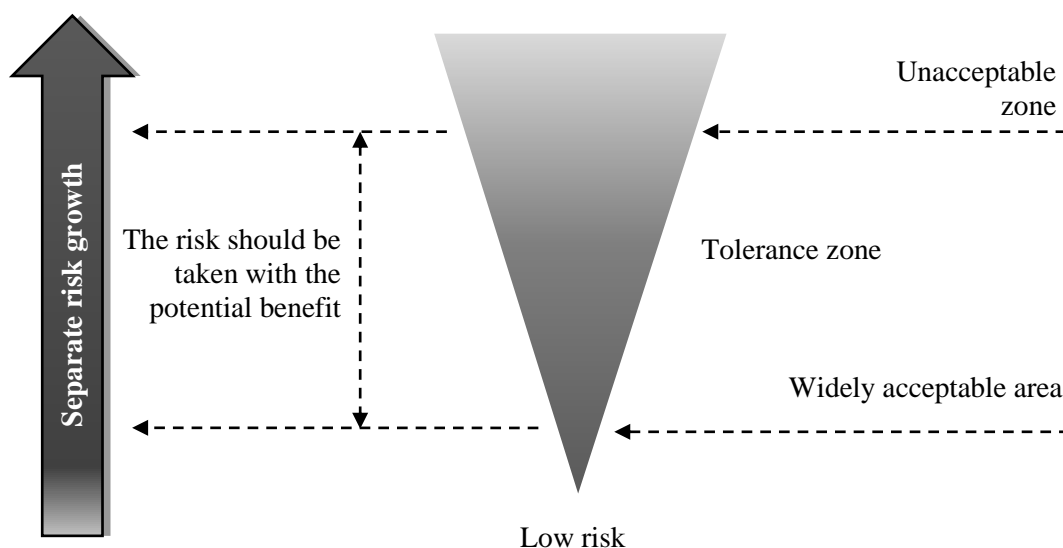 Separate risk growth
The risk should be
taken with the
potential benefit
Unacceptable
zone
Tolerance zone
Widely acceptable area
Low risk